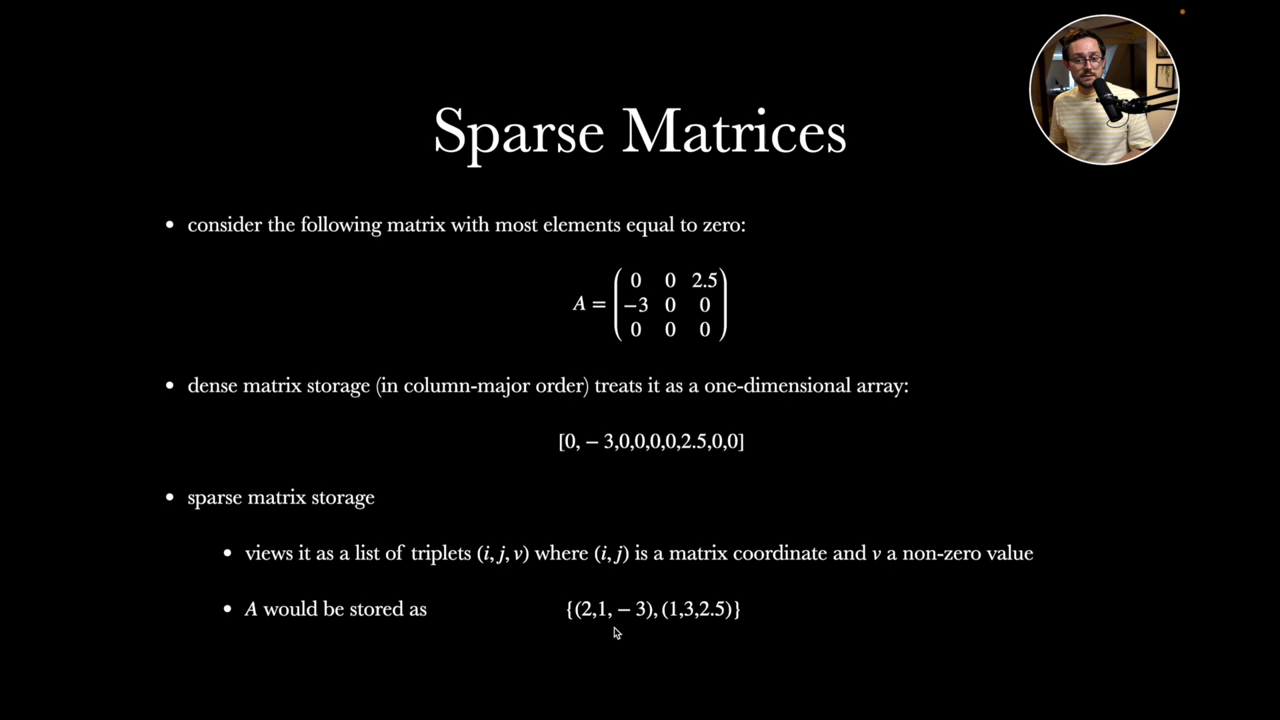 Sparse Matrices
• consider the following matrix with most elements equal to zero:
A = ( 0 0 2.5
−3 0 0
0 0 0 )
• dense matrix storage (in column-major order) treats it as a one-dimensional array:
[0, − 3,0,0,0,0,2.5,0,0]
• sparse matrix storage
• views it as a list of triplets (i, j, v) where (i, j) is a matrix coordinate and v a non-zero value
• A would be stored as {(2,1, − 3), (1,3,2.5)}